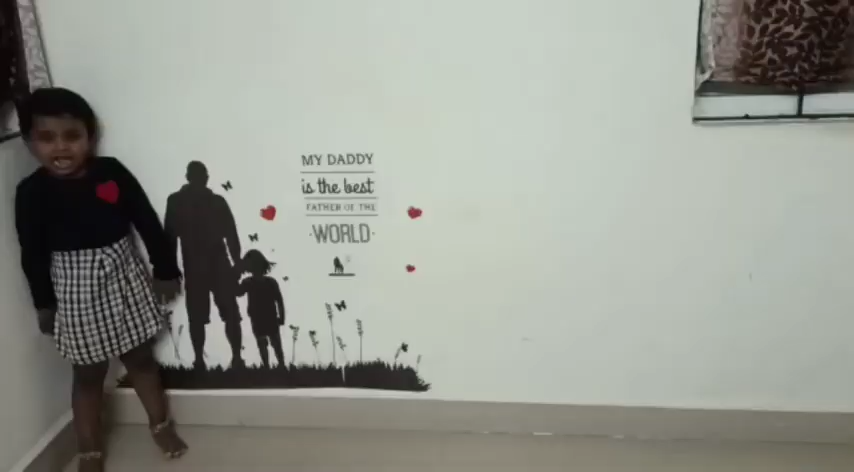 MY DADDY
is the best
FATHER OF THE
·WORLD·